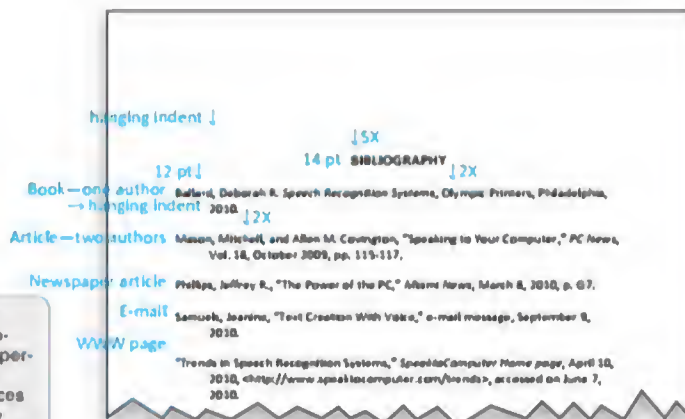 hanging indent ↓
↓5X
14 pt BIBLIOGRAPHY
12 pt↓ ↓2X
Book—one author Ballard, Deborah R. Speech Recognition Systems, Olympic Primers, Philadelphia,
→ hanging indent 2010. ↓2X
Article—two authors Mason, Mitchell, and Allen M. Covington, "Speaking to Your Computer," PC News,
Vol. 18, October 2009, pp. 115-117.
Newspaper article Phillips, Jeffrey R., "The Power of the PC," Miami News, March 8, 2010, p. G7.
E-mail Samuels, Jeanine, "Text Creation With Voice," e-mail message, September 9,
2010.
WWW page
"Trends in Speech Recognition Systems," SpeaktoComputer Home page, April 10,
2010, <http://www.speaktocomputer.com/trends>, accessed on June 7,
2010.